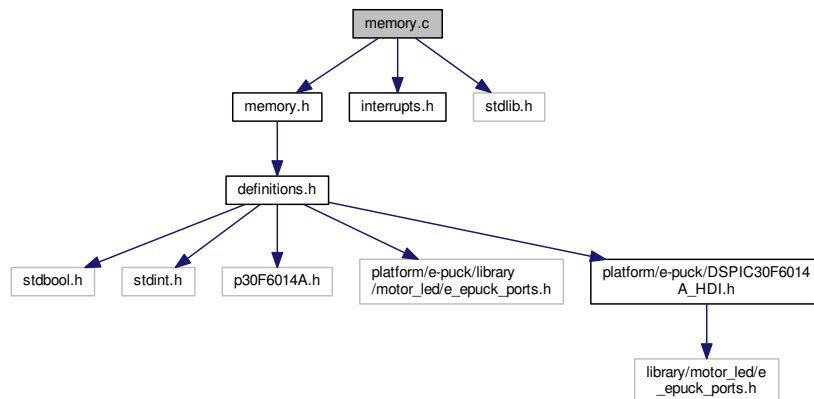 memory.c
memory.h
interrupts.h
stdlib.h
definitions.h
stdbool.h
stdint.h
p30F6014A.h
platform/e-puck/library
/motor_led/e_epuck_ports.h
platform/e-puck/DSPIC30F6014
A_HDI.h
library/motor_led/e
_epuck_ports.h